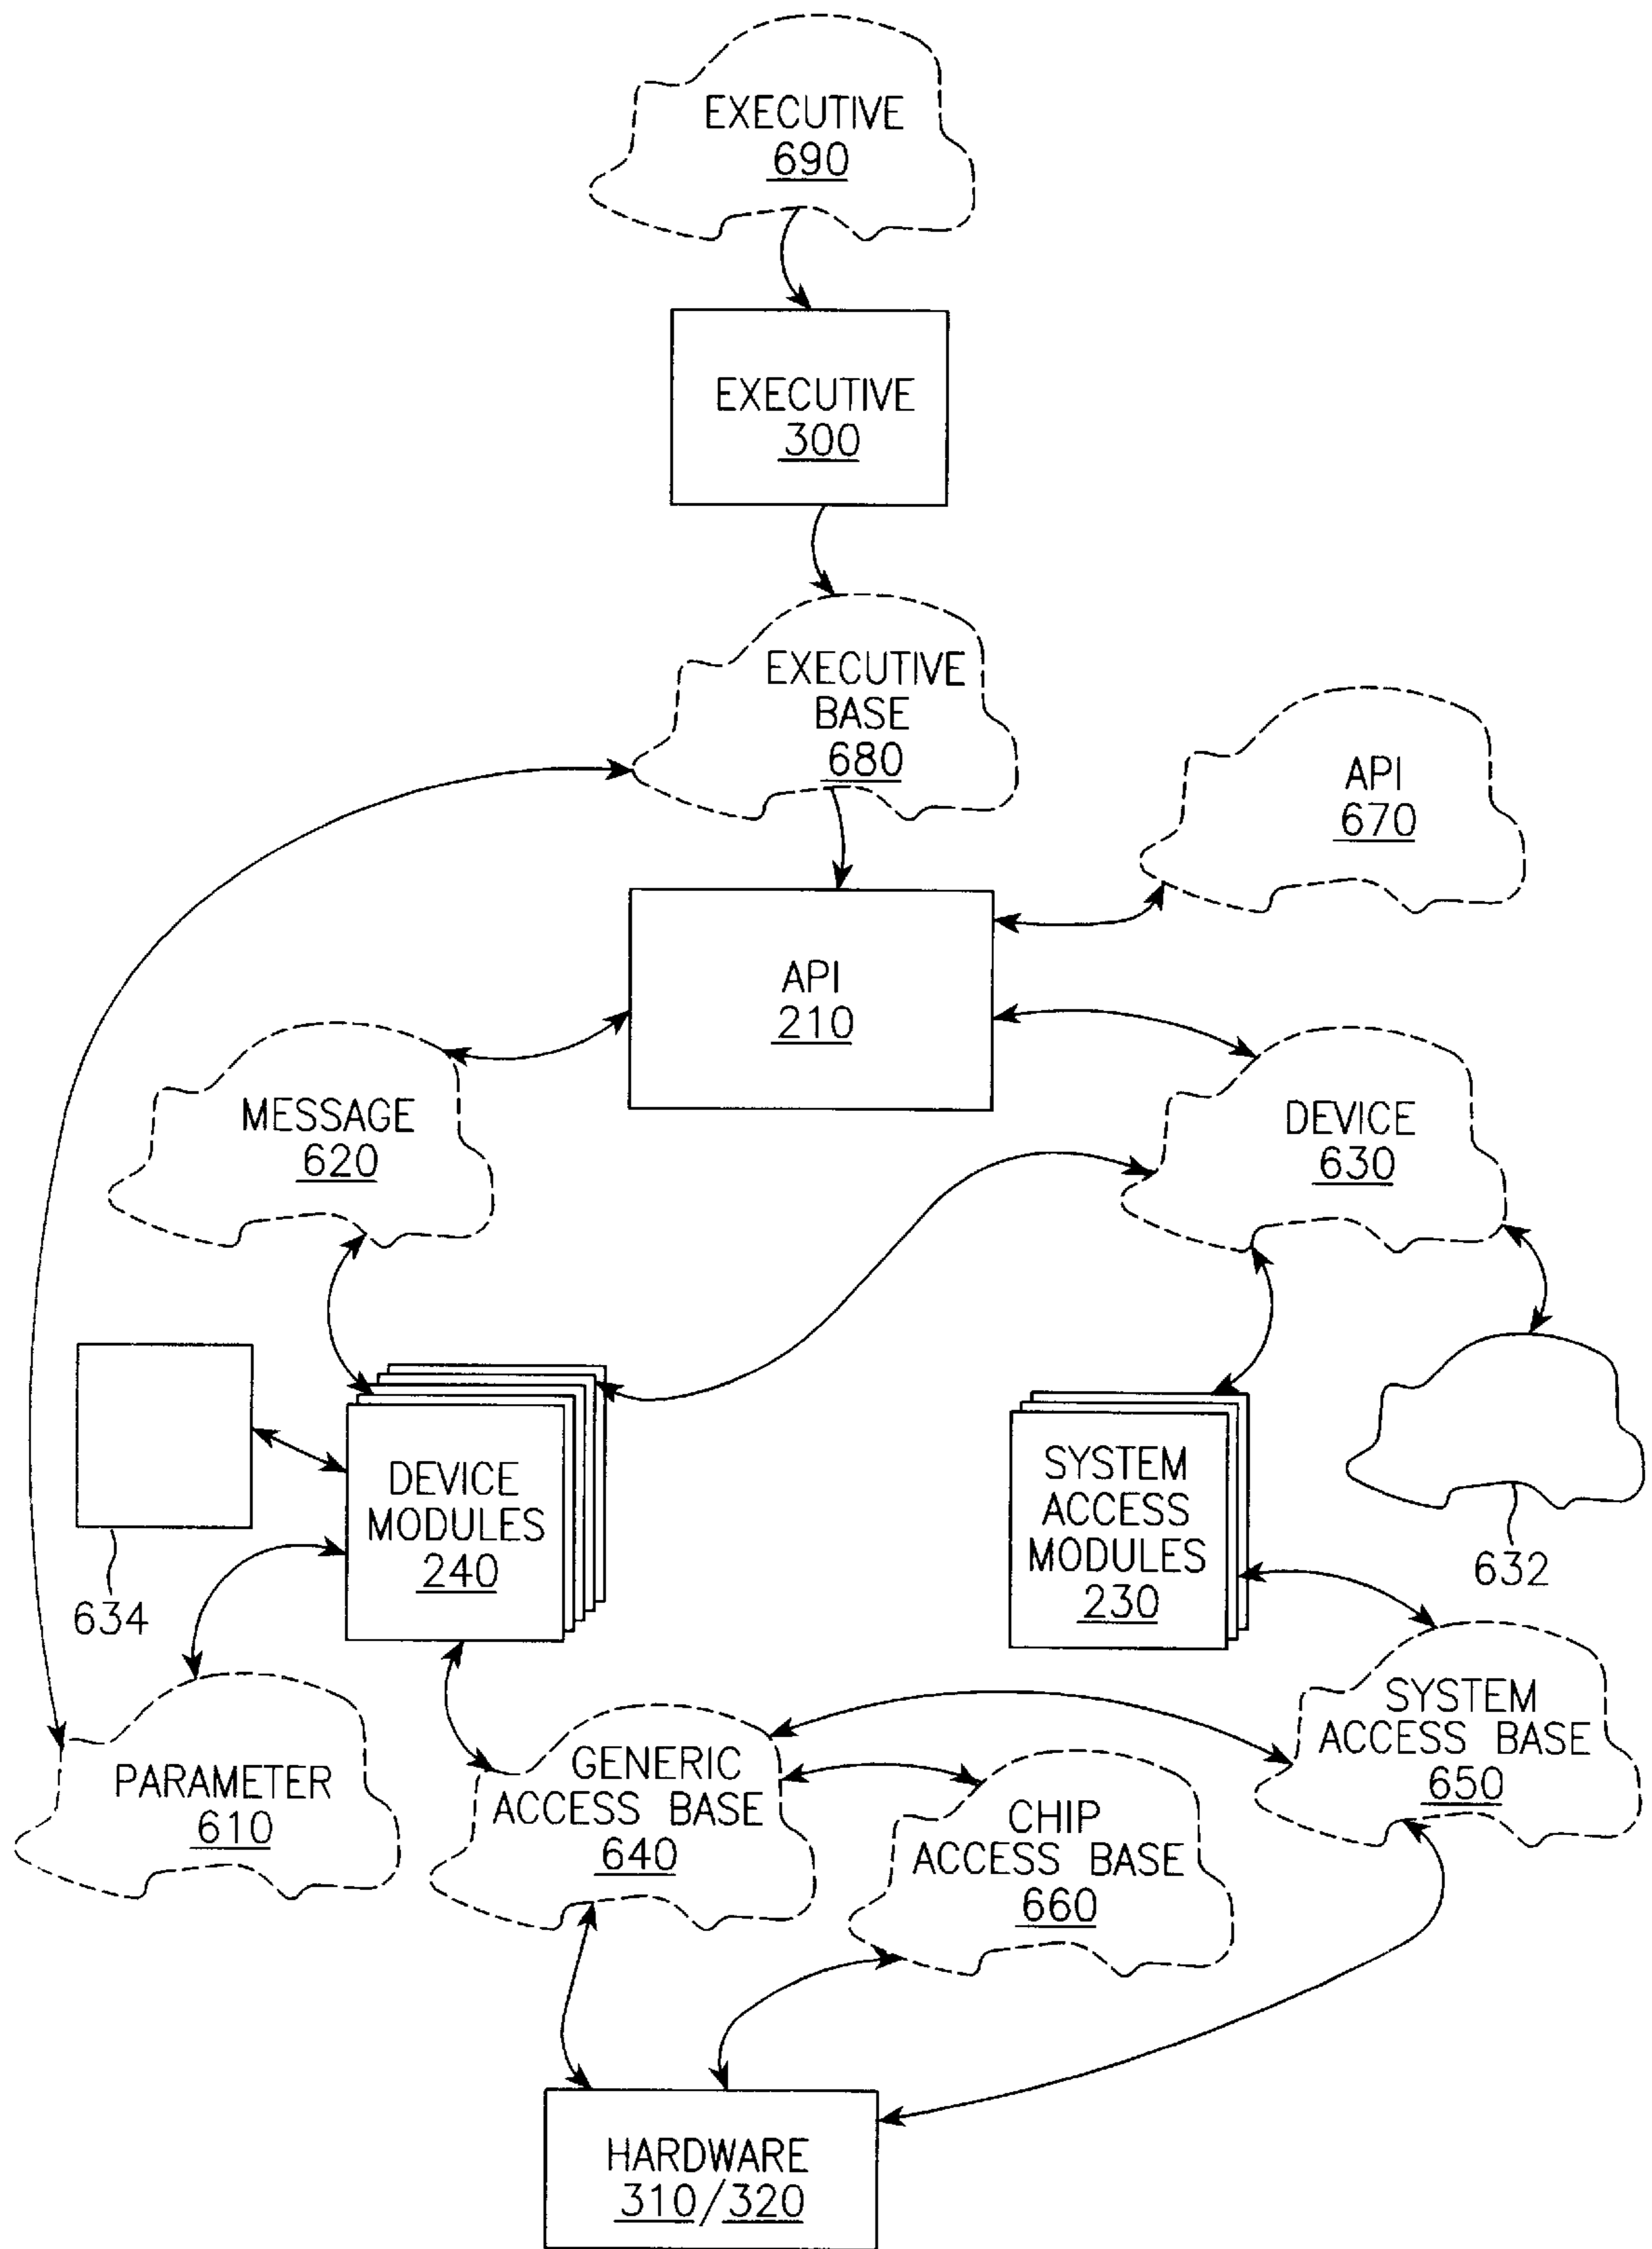 EXECUTIVE
690
EXECUTIVE
300
EXECUTIVE
BASE
680
API
670
API
210
MESSAGE
620
DEVICE
630
DEVICE
MODULES
240
634
SYSTEM
ACCESS
MODULES
230
632
PARAMETER
610
GENERIC
ACCESS BASE
640
CHIP
ACCESS BASE
660
SYSTEM
ACCESS BASE
650
HARDWARE
310/320